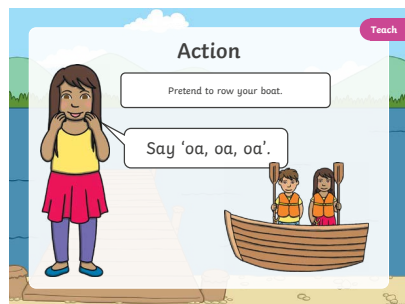 Teach
Action
Pretend to row your boat.
Say ‘oa, oa, oa’.